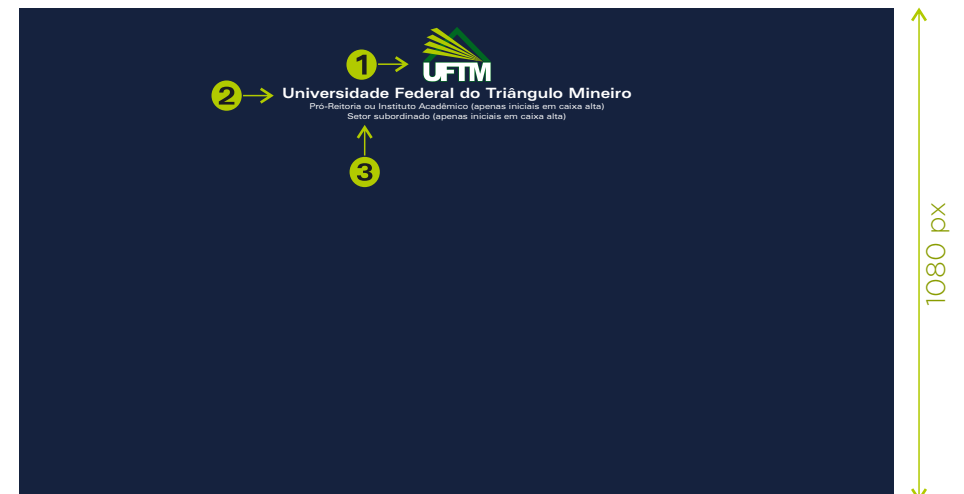 1
UFTM
2
Universidade Federal do Triângulo Mineiro
Pró-Reitoria ou Instituto Acadêmico (apenas iniciais em caixa alta)
Setor subordinado (apenas iniciais em caixa alta)
3
1080 px